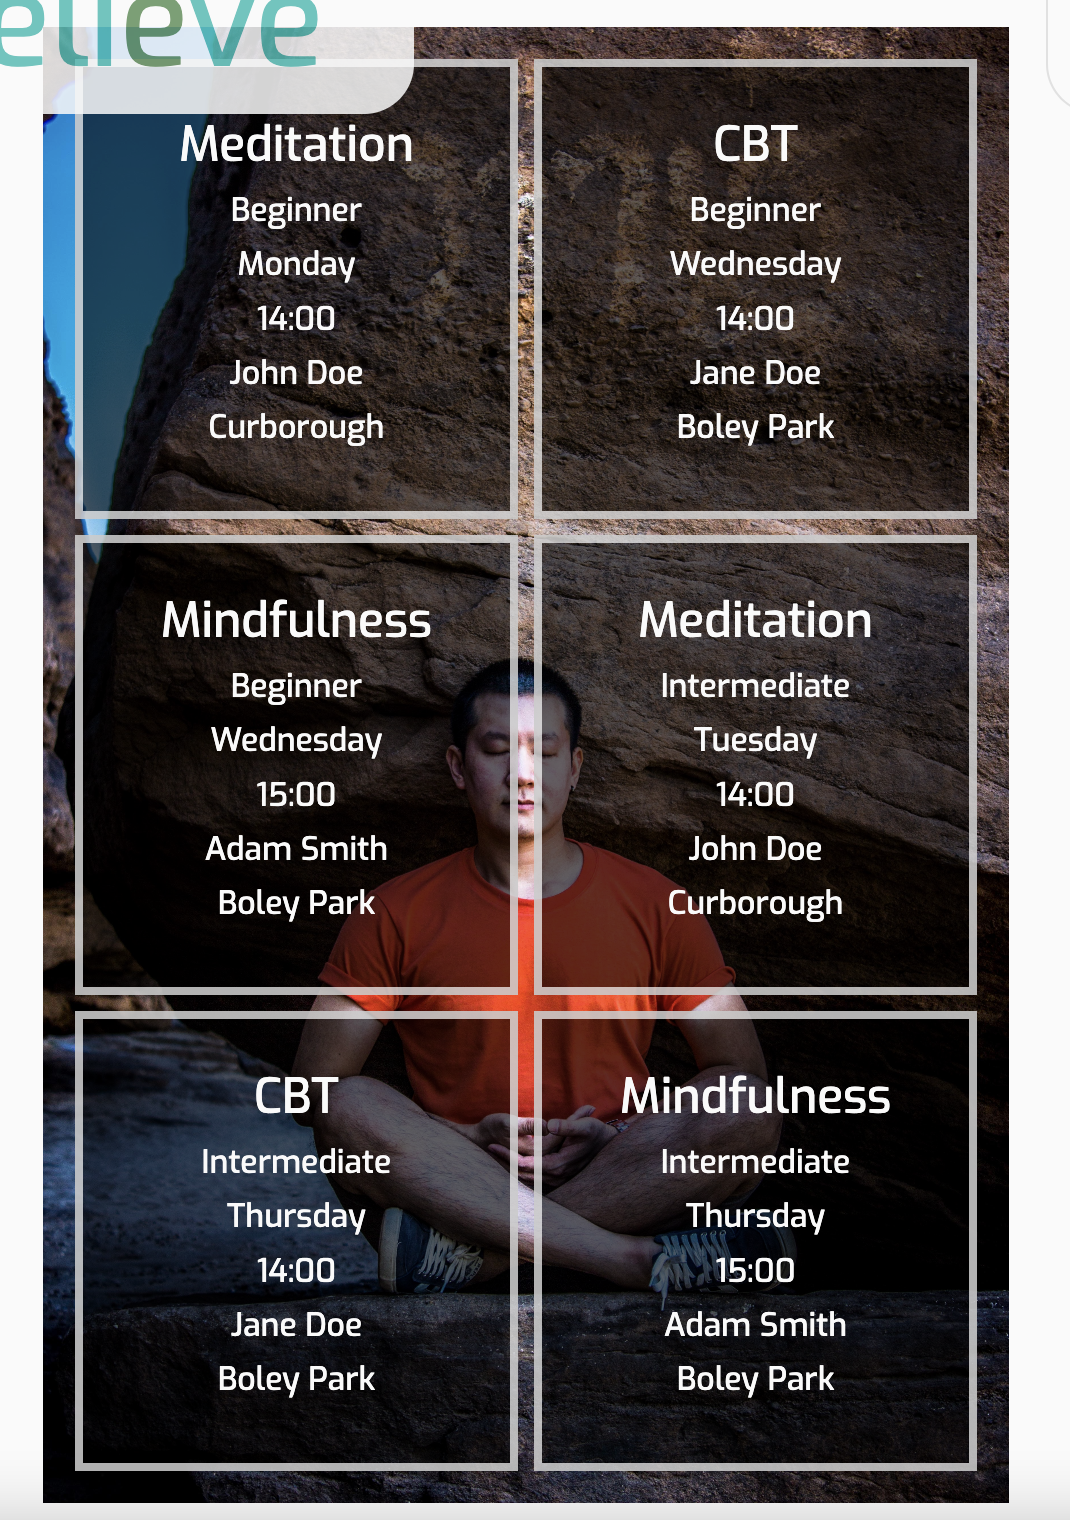 elieve
Meditation
Beginner
Monday
14:00
John Doe
Curborough
CBT
Beginner
Wednesday
14:00
Jane Doe
Boley Park
Mindfulness
Beginner
Wednesday
15:00
Adam Smith
Boley Park
Meditation
Intermediate
Tuesday
14:00
John Doe
Curborough
CBT
Intermediate
Thursday
14:00
Jane Doe
Boley Park
Mindfulness
Intermediate
Thursday
15:00
Adam Smith
Boley Park